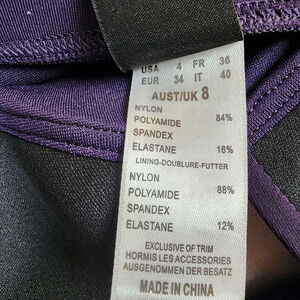 USA 4 FR 36
EUR 34 IT 40
AUST/UK 8
NYLON
POLYAMIDE 84%
SPANDEX
ELASTANE 16%
LINING-DOUBLURE-FUTTER
NYLON
POLYAMIDE 88%
SPANDEX
ELASTANE 12%
EXCLUSIVE OF TRIM
HORMIS LES ACCESSORIES
AUSGENOMMEN DER BESATZ
MADE IN CHINA